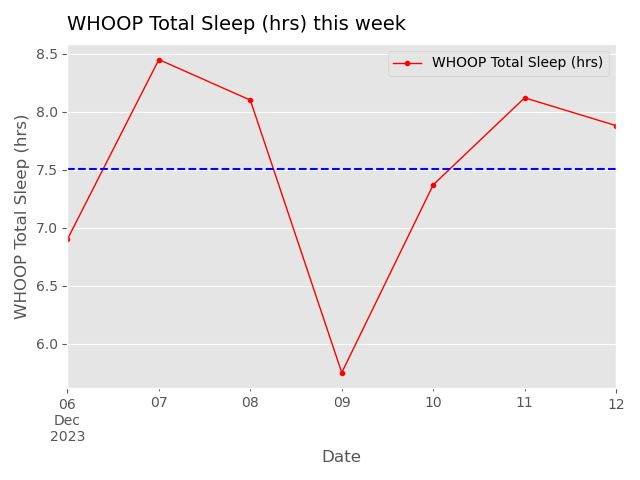 WHOOP Total Sleep (hrs) this week
WHOOP Total Sleep (hrs)
WHOOP Total Sleep (hrs)
8.5
8.0
7.5
7.0
6.5
6.0
06 07 08 09 10 11 12
Dec
2023
Date